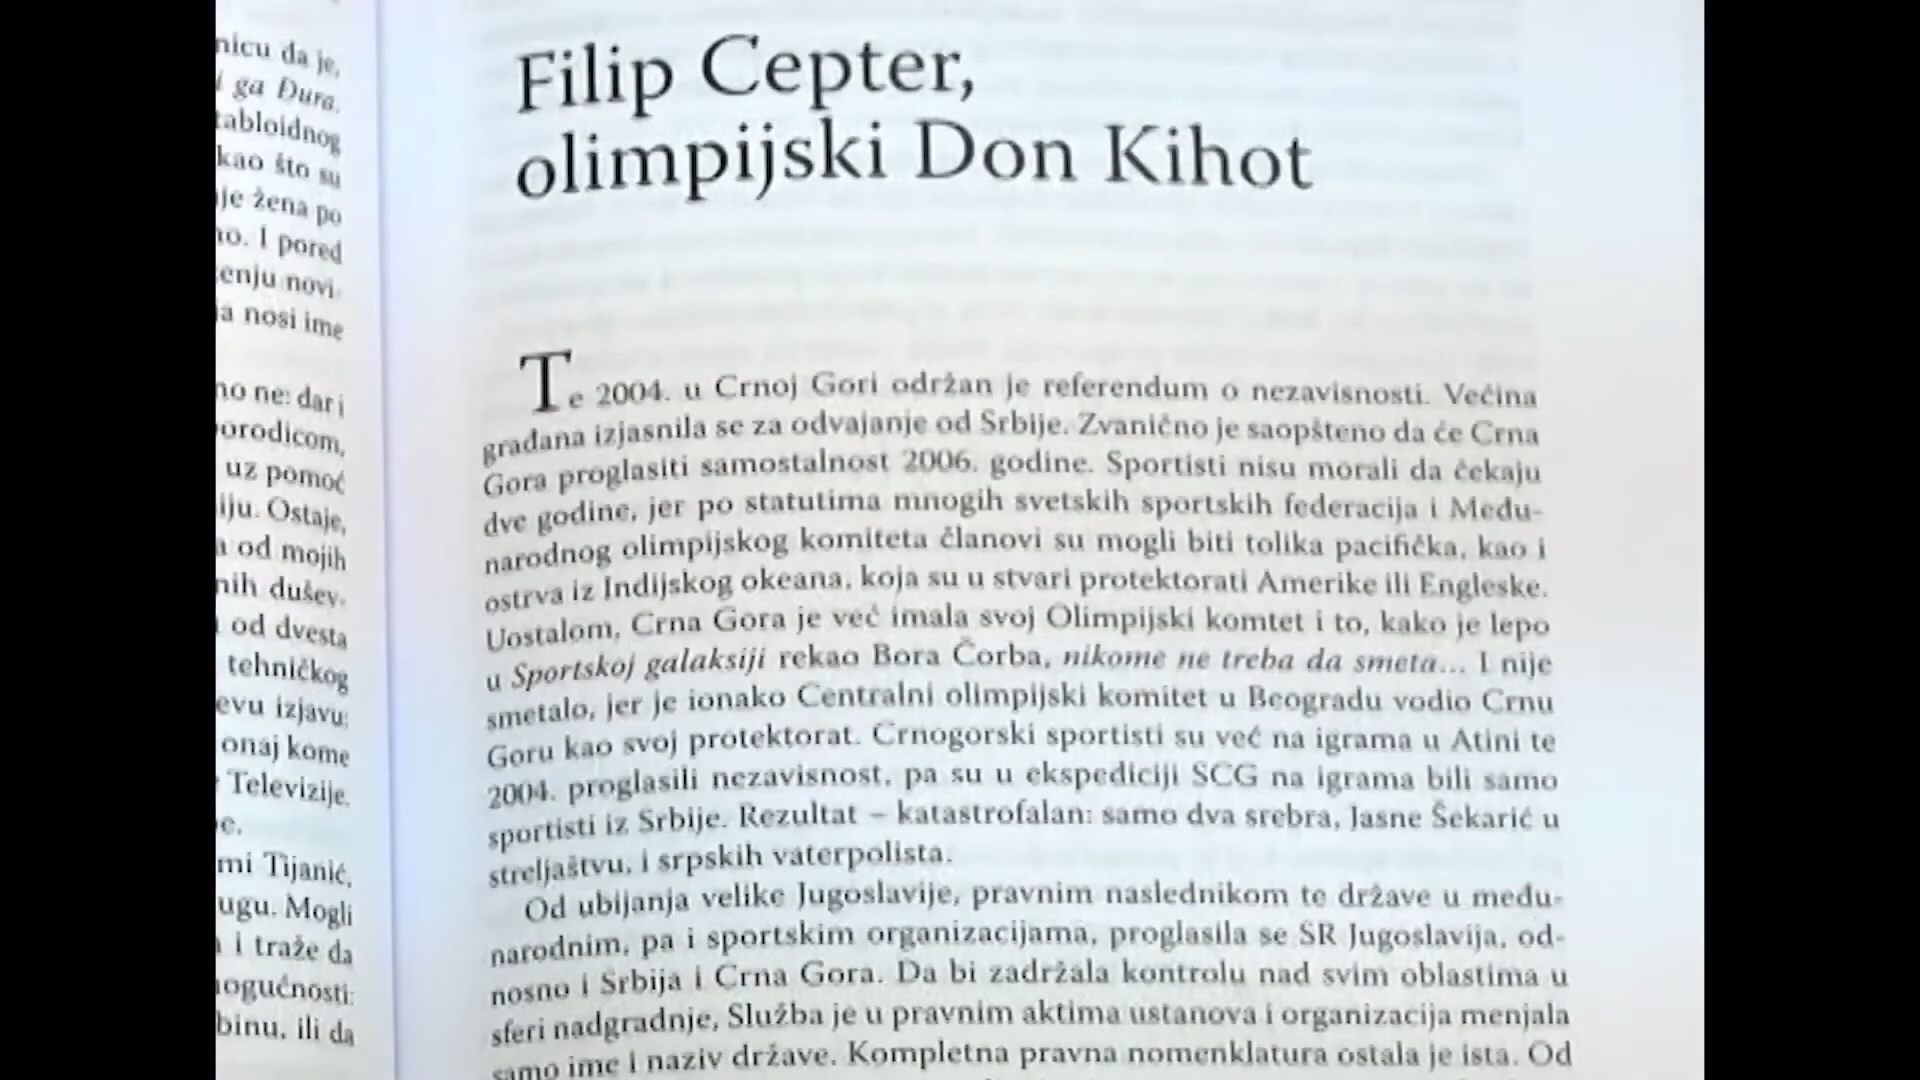 nicu da je,
ga Đura.
tabloidnog
kao što su
je žena po
no. I pored
enju novi-
a nosi ime
no ne: dar i
orodicom,
uz pomoć
iju. Ostaje,
a od mojih
nih dušev-
od dvesta
tehničkog
evu izjavu:
onaj kome
Televizije.
e.
mi Tijanić,
ugu. Mogli
i traže da
ogućnosti:
binu, ili da
Filip Cepter,
olimpijski Don Kihot
Te 2004. u Crnoj Gori održan je referendum o nezavisnosti. Većina
građana izjasnila se za odvajanje od Srbije. Zvanično je saopšteno da će Crna
Gora proglasiti samostalnost 2006. godine. Sportisti nisu morali da čekaju
dve godine, jer po statutima mnogih svetskih sportskih federacija i Među-
narodnog olimpijskog komiteta članovi su mogli biti tolika pacifička, kao i
ostrva iz Indijskog okeana, koja su u stvari protektorati Amerike ili Engleske.
Uostalom, Crna Gora je već imala svoj Olimpijski komtet i to, kako je lepo
u Sportskoj galaksiji rekao Bora Čorba, nikome ne treba da smeta... I nije
smetalo, jer je ionako Centralni olimpijski komitet u Beogradu vodio Crnu
Goru kao svoj protektorat. Crnogorski sportisti su već na igrama u Atini te
2004. proglasili nezavisnost, pa su u ekspediciji SCG na igrama bili samo
sportisti iz Srbije. Rezultat – katastrofalan: samo dva srebra, Jasne Šekarić u
streljaštvu, i srpskih vaterpolista.
Od ubijanja velike Jugoslavije, pravnim naslednikom te države u među-
narodnim, pa i sportskim organizacijama, proglasila se SR Jugoslavija, od-
nosno i Srbija i Crna Gora. Da bi zadržala kontrolu nad svim oblastima u
sferi nadgradnje, Služba je u pravnim aktima ustanova i organizacija menjala
samo ime i naziv države. Kompletna pravna nomenklatura ostala je ista. Od